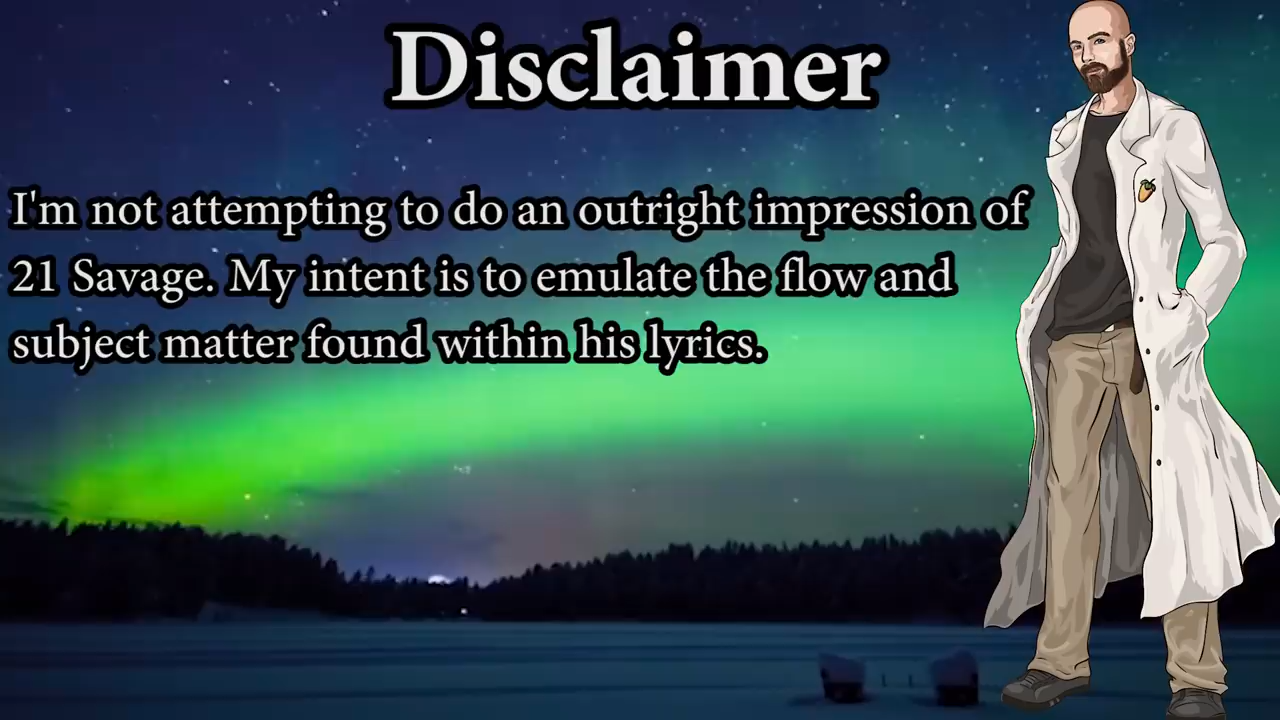 Disclaimer
I'm not attempting to do an outright impression of
21 Savage. My intent is to emulate the flow and
subject matter found within his lyrics.